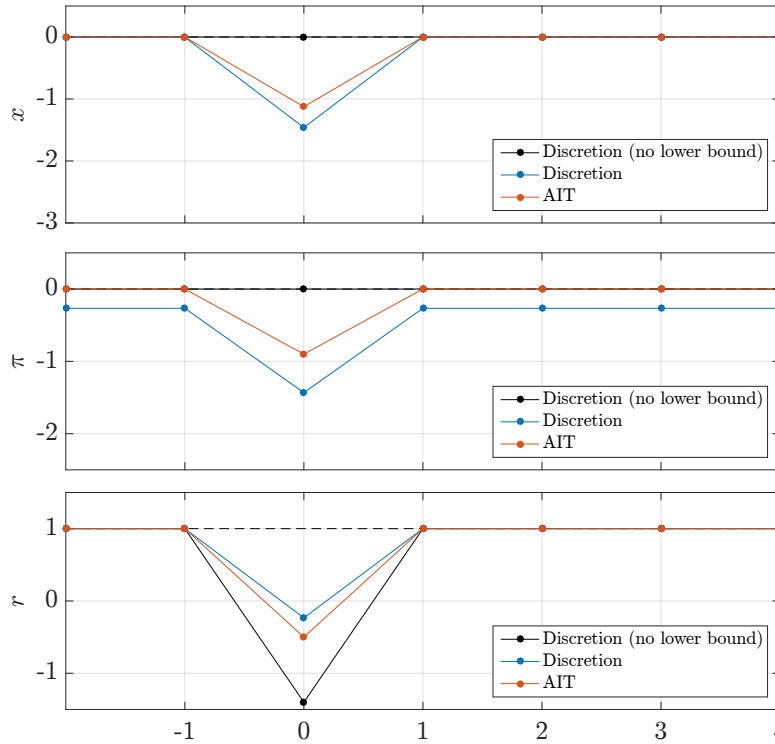 0
-1
-2
-3
x
Discretion (no lower bound)
Discretion
AIT
0
-1
-2
π
Discretion (no lower bound)
Discretion
AIT
1
0
-1
r
Discretion (no lower bound)
Discretion
AIT
-1 0 1 2 3